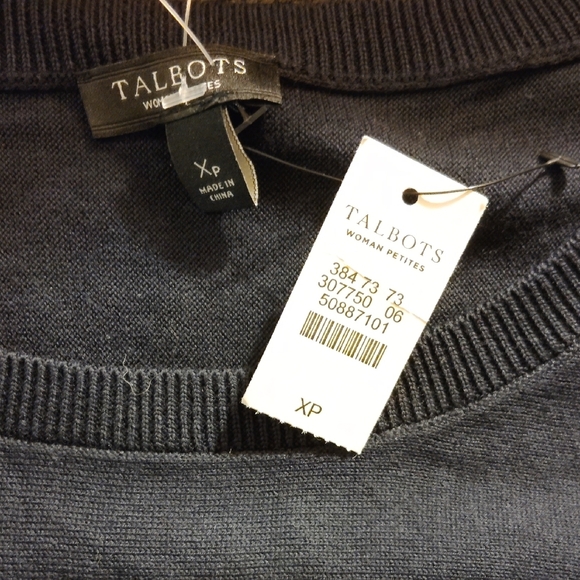 TALBOTS
WOMAN PETITES
XP
MADE IN
CHINA
TALBOTS
WOMAN PETITES
384 73 73
307750 06
50887101
XP